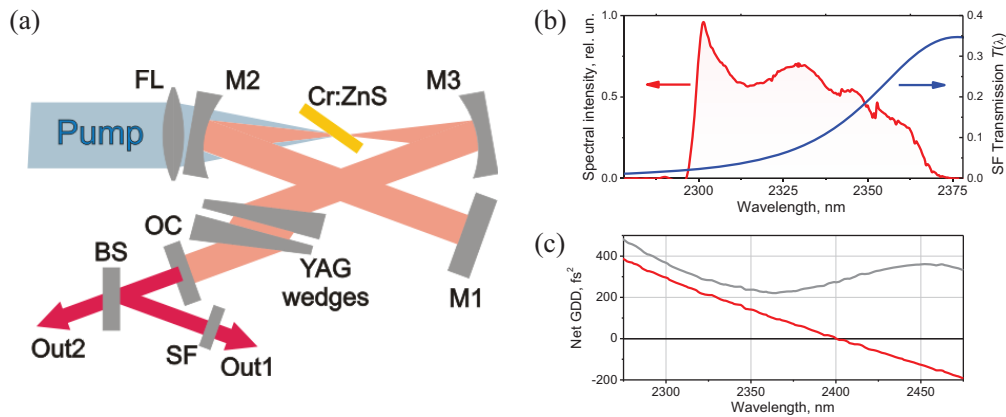 (a)
FL
M2
Cr:ZnS
M3
Pump
OC
BS
YAG
wedges
M1
Out2
SF
Out1
(b)
1.0
0.5
0.0
Spectral intensity, rel. un.
0.4
0.3
0.2
0.1
0.0
SF Transmission T(λ)
2300
2325
2350
2375
Wavelength, nm
(c)
400
200
0
-200
Net GDD, fs²
2300
2350
2400
2450
Wavelength, nm